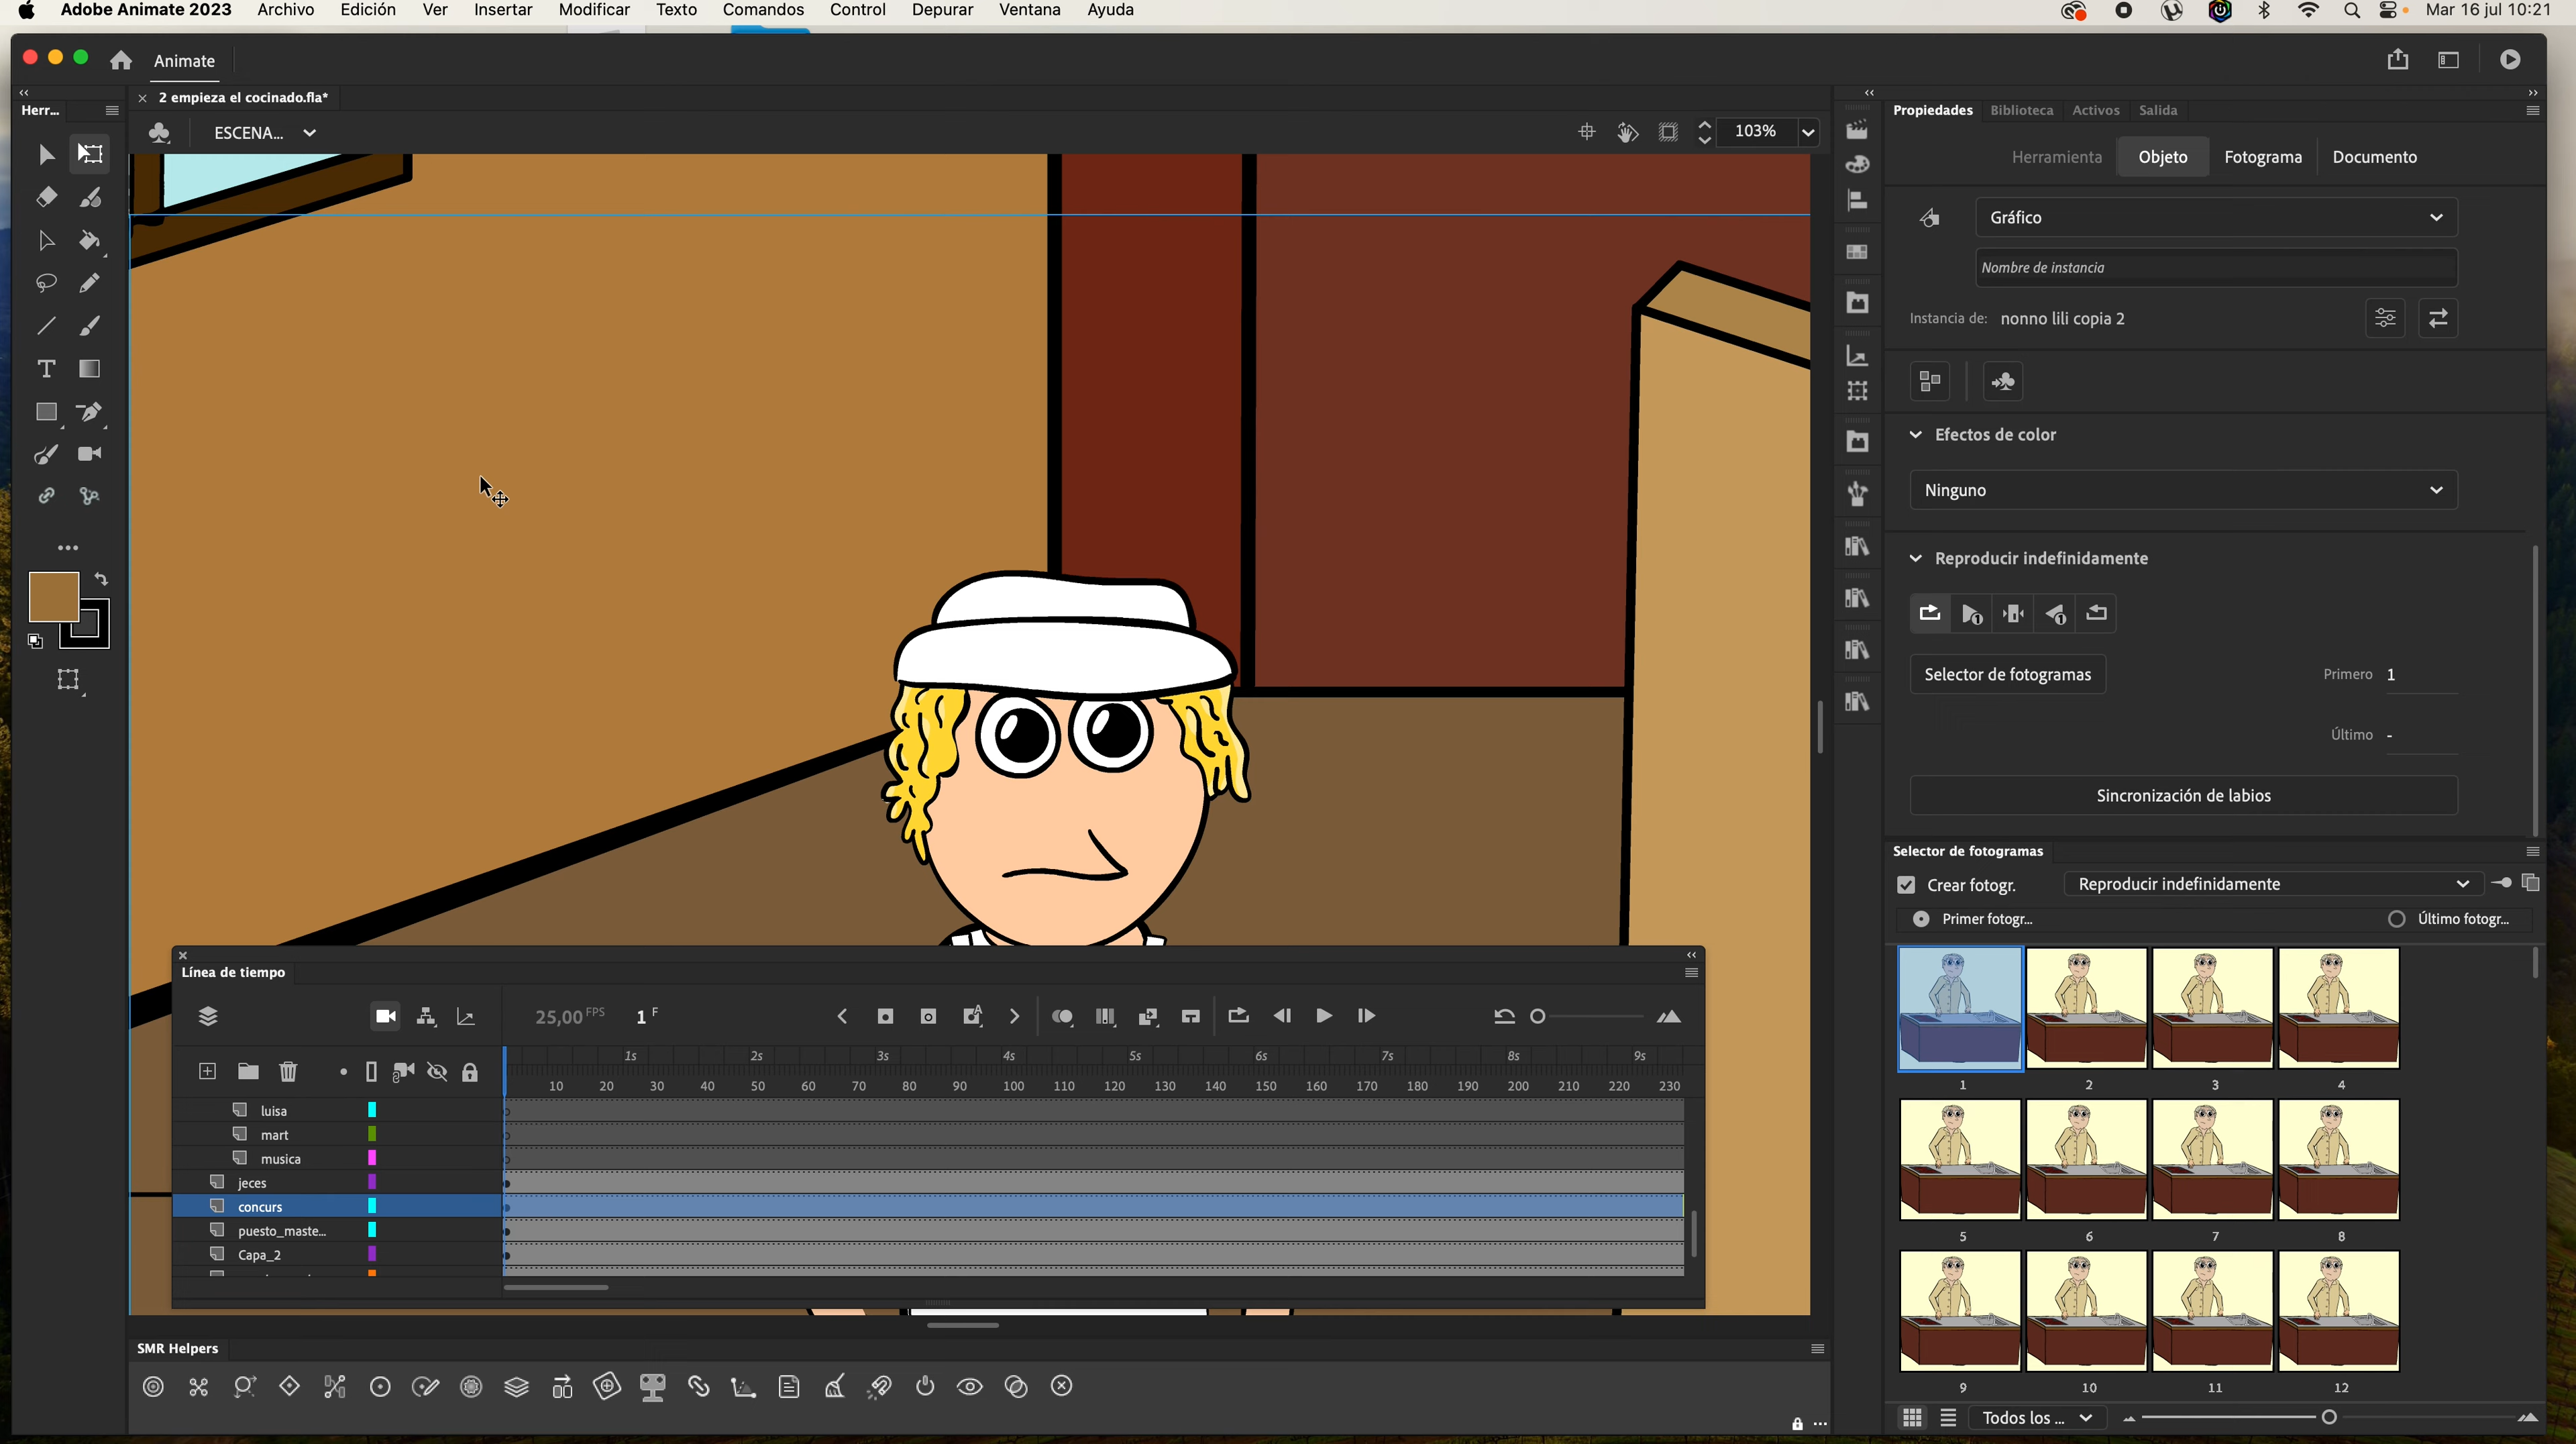 Adobe Animate 2023 Archivo Edición Ver Insertar Modificar Texto Comandos Control Depurar Ventana Ayuda Mar 16 jul 10:21
Animate
Herr...
2 empieza el cocinado.fla*
ESCENA...
103%
Propiedades Biblioteca Activos Salida
Herramienta Objeto Fotograma Documento
Gráfico
Nombre de instancia
Instancia de: nonno lili copia 2
Efectos de color
Ninguno
Reproducir indefinidamente
Selector de fotogramas Primero 1
Último -
Sincronización de labios
Selector de fotogramas
Crear fotogr. Reproducir indefinidamente
Primer fotogr... Último fotogr...
1 2 3 4
5 6 7 8
9 10 11 12
Todos los ...
Línea de tiempo
25,00 FPS 1 F
1s 2s 3s 4s 5s 6s 7s 8s 9s
10 20 30 40 50 60 70 80 90 100 110 120 130 140 150 160 170 180 190 200 210 220 230
luisa
mart
musica
jeces
concurs
puesto_maste...
Capa_2
SMR Helpers